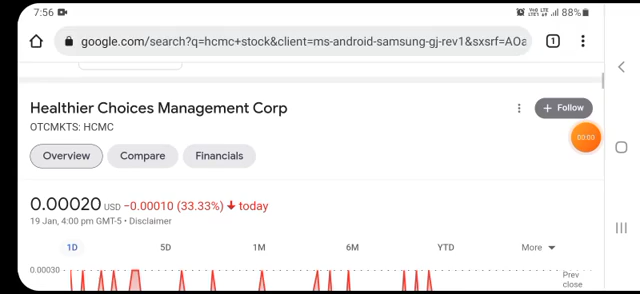 7:56 88%
google.com/search?q=hcmc+stock&client=ms-android-samsung-gj-rev1&sxsrf=AOa
1
Healthier Choices Management Corp
+ Follow
OTCMKTS: HCMC
00:00
Overview Compare Financials
0.00020 USD −0.00010 (33.33%) today
19 Jan, 4:00 pm GMT-5 • Disclaimer
1D 5D 1M 6M YTD More
0.00030
Prev
close